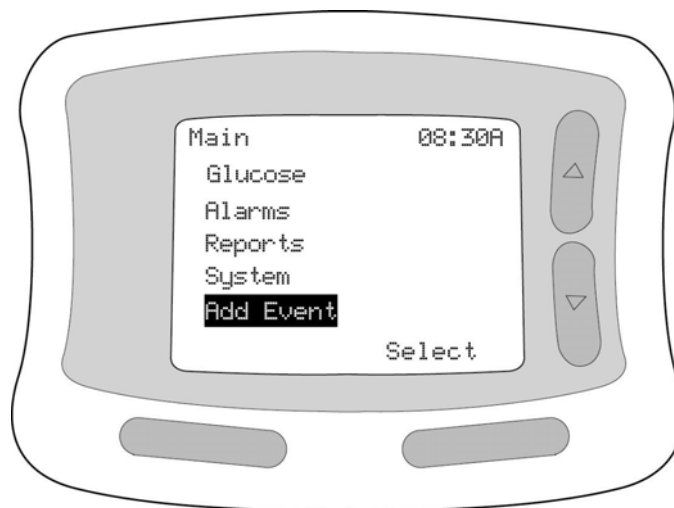 Main 08:30A
Glucose
Alarms
Reports
System
Add Event
Select